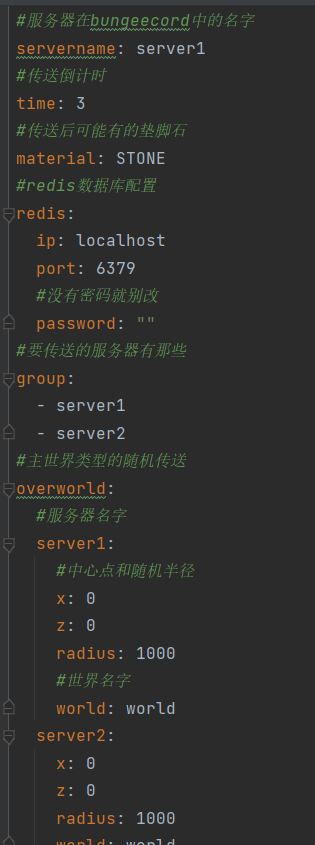 #服务器在bungeecord中的名字
servername: server1
#传送倒计时
time: 3
#传送后可能有的垫脚石
material: STONE
#redis数据库配置
redis:
  ip: localhost
  port: 6379
  #没有密码就别改
  password: ""
#要传送的服务器有那些
group:
  - server1
  - server2
#主世界类型的随机传送
overworld:
  #服务器名字
  server1:
    #中心点和随机半径
    x: 0
    z: 0
    radius: 1000
    #世界名字
    world: world
  server2:
    x: 0
    z: 0
    radius: 1000
    world: world